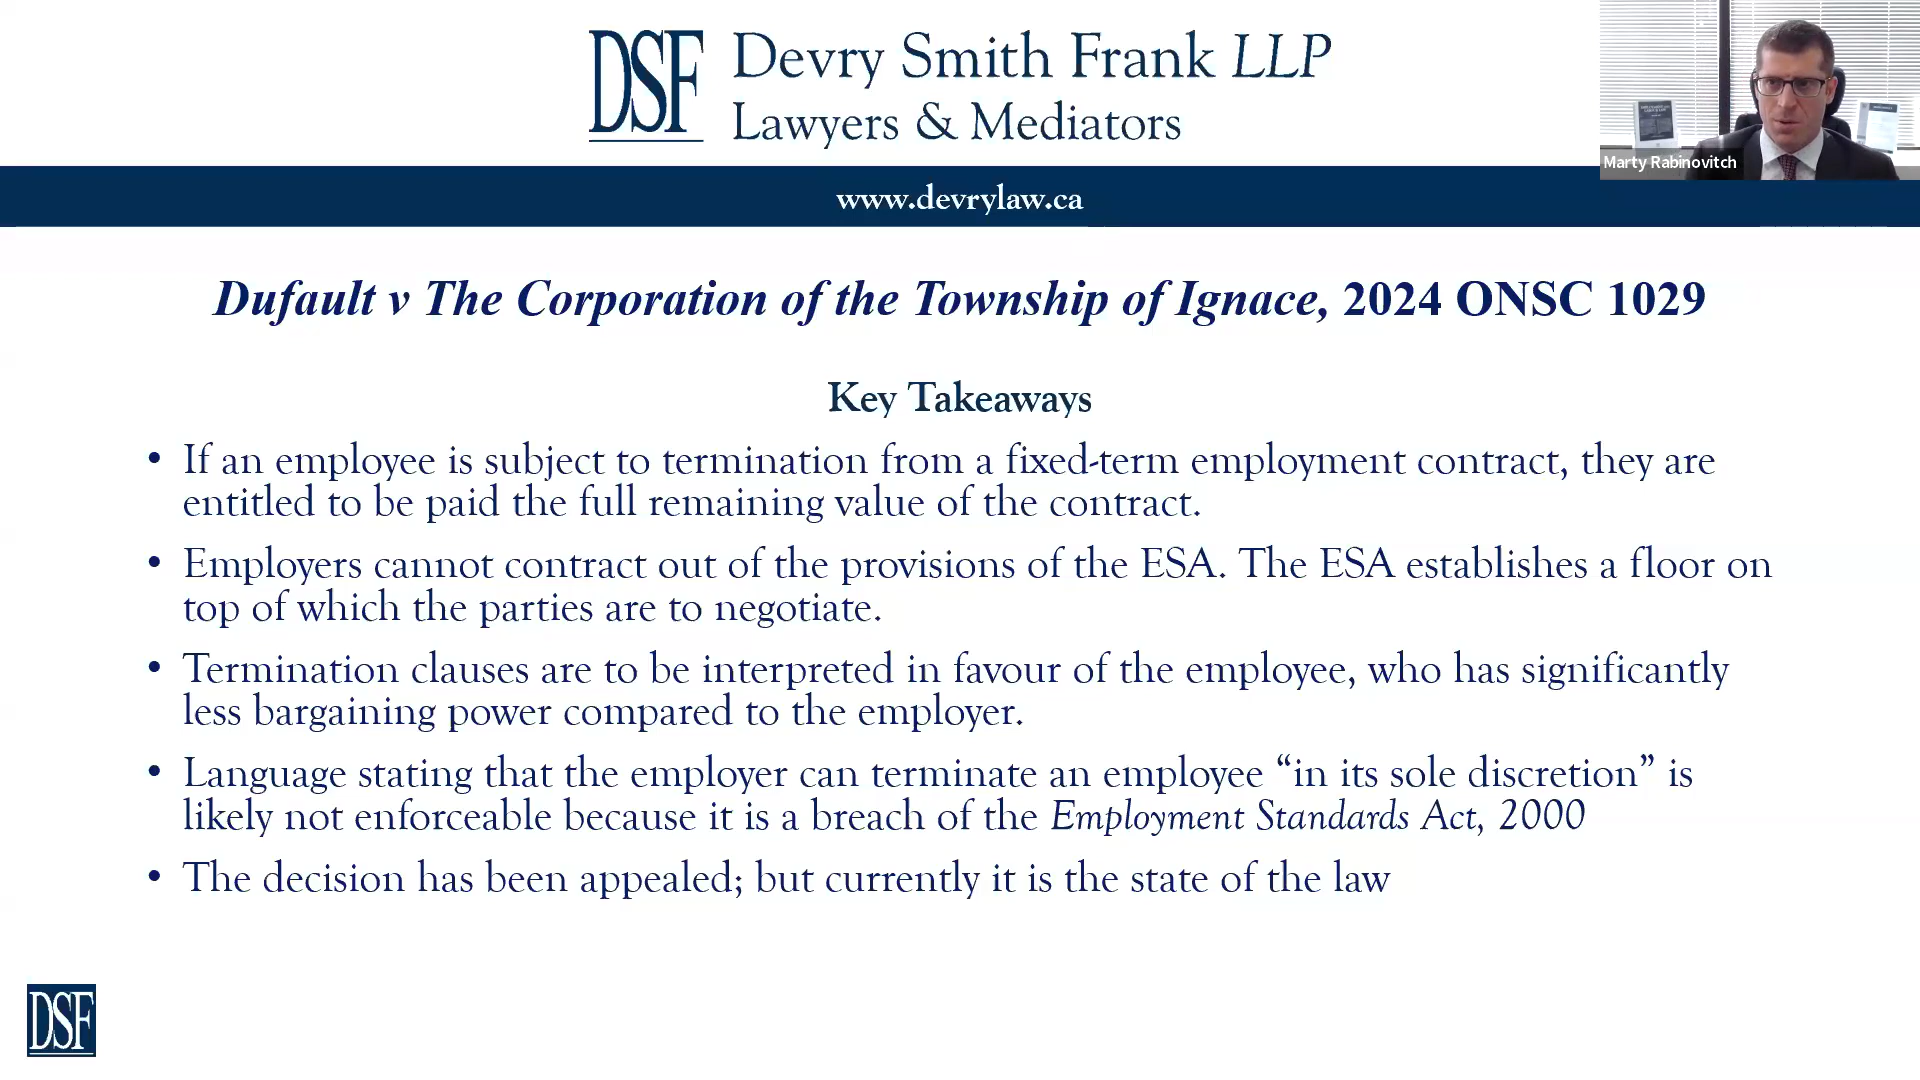 DSF Devry Smith Frank LLP
Lawyers & Mediators
Marty Rabinovitch
www.devrylaw.ca
Dufault v The Corporation of the Township of Ignace, 2024 ONSC 1029
Key Takeaways
• If an employee is subject to termination from a fixed-term employment contract, they are
entitled to be paid the full remaining value of the contract.
• Employers cannot contract out of the provisions of the ESA. The ESA establishes a floor on
top of which the parties are to negotiate.
• Termination clauses are to be interpreted in favour of the employee, who has significantly
less bargaining power compared to the employer.
• Language stating that the employer can terminate an employee “in its sole discretion” is
likely not enforceable because it is a breach of the Employment Standards Act, 2000
• The decision has been appealed; but currently it is the state of the law
DSF